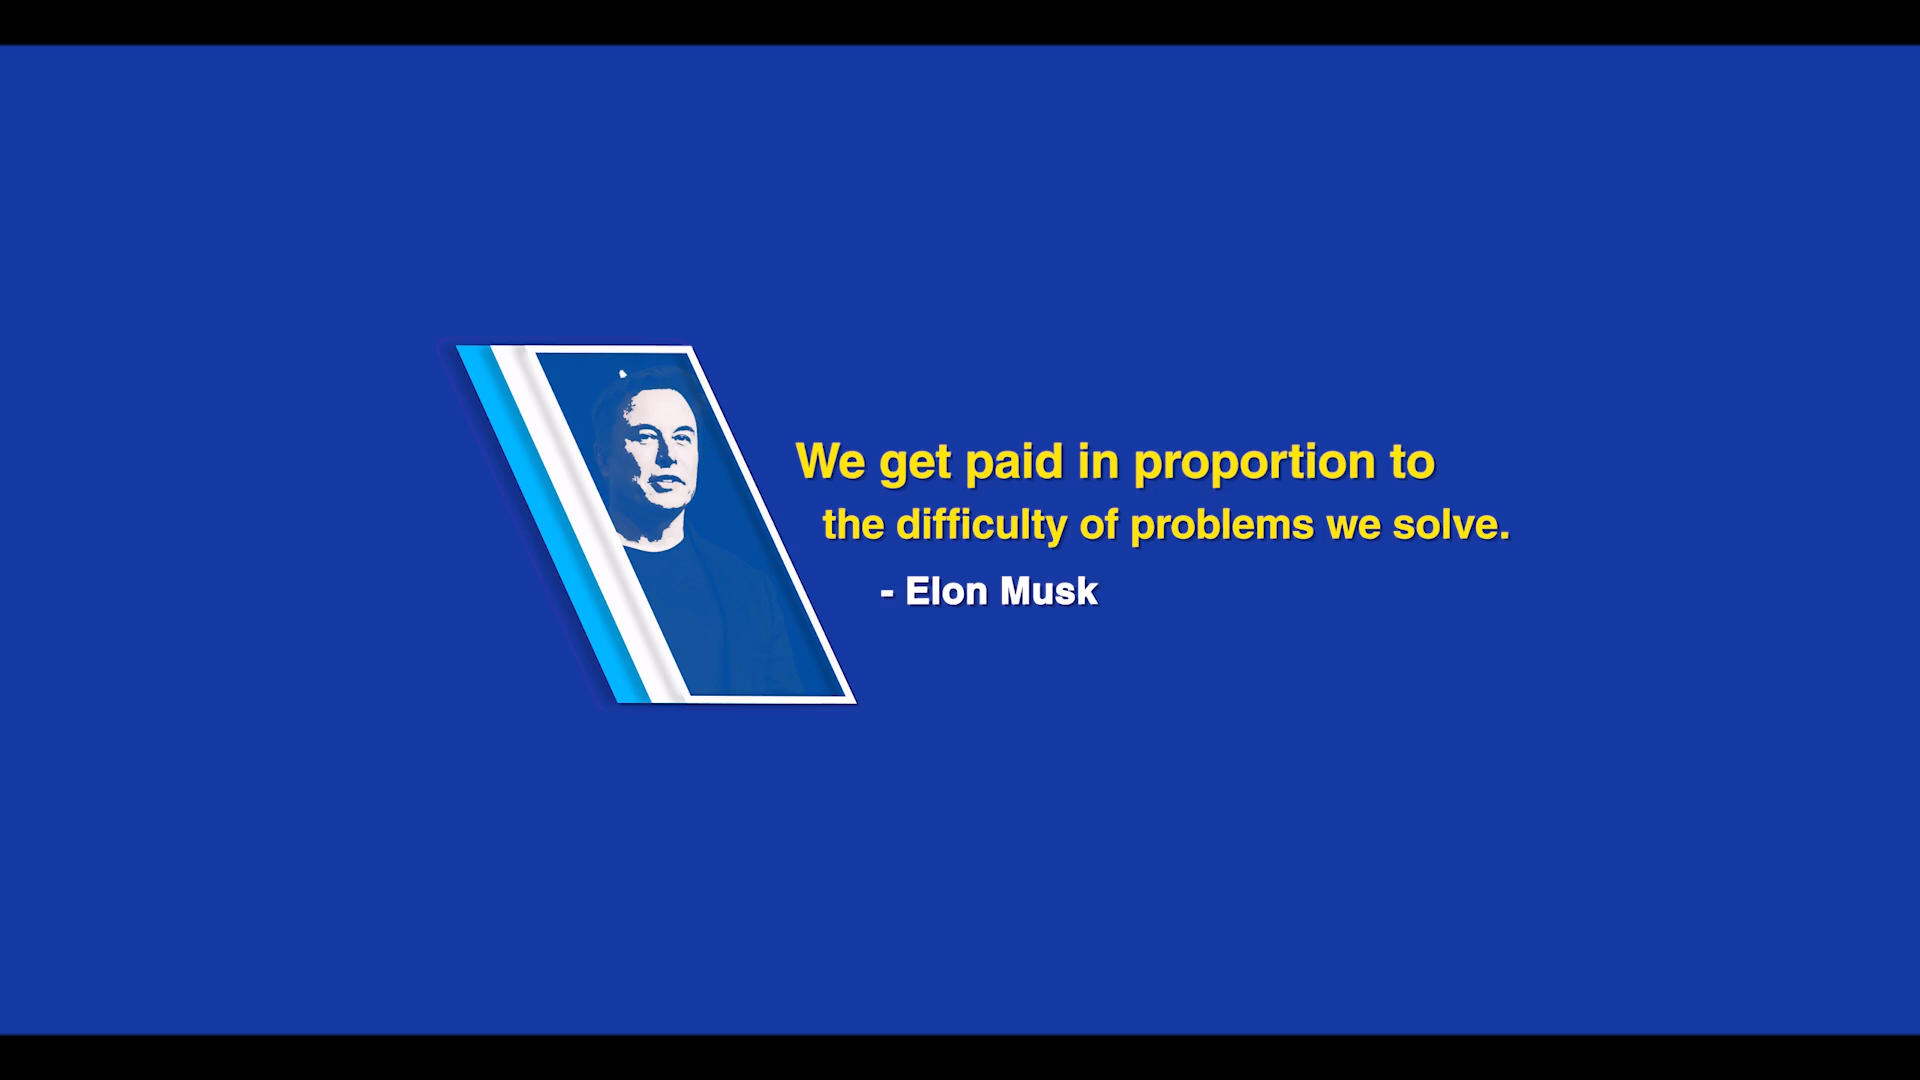 We get paid in proportion to
the difficulty of problems we solve.
- Elon Musk